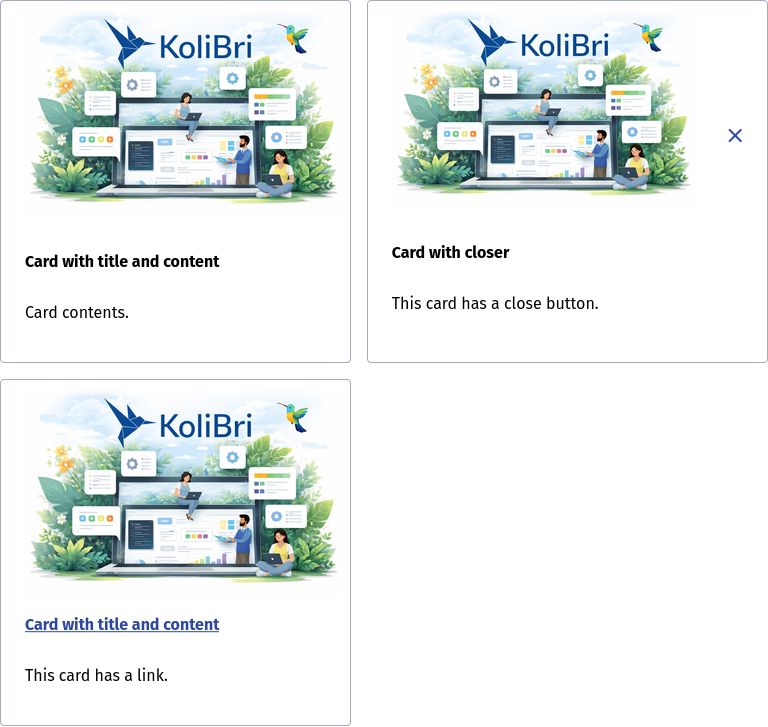 KoliBri
Card with title and content
Card contents.
KoliBri
Card with closer
This card has a close button.
KoliBri
Card with title and content
This card has a link.